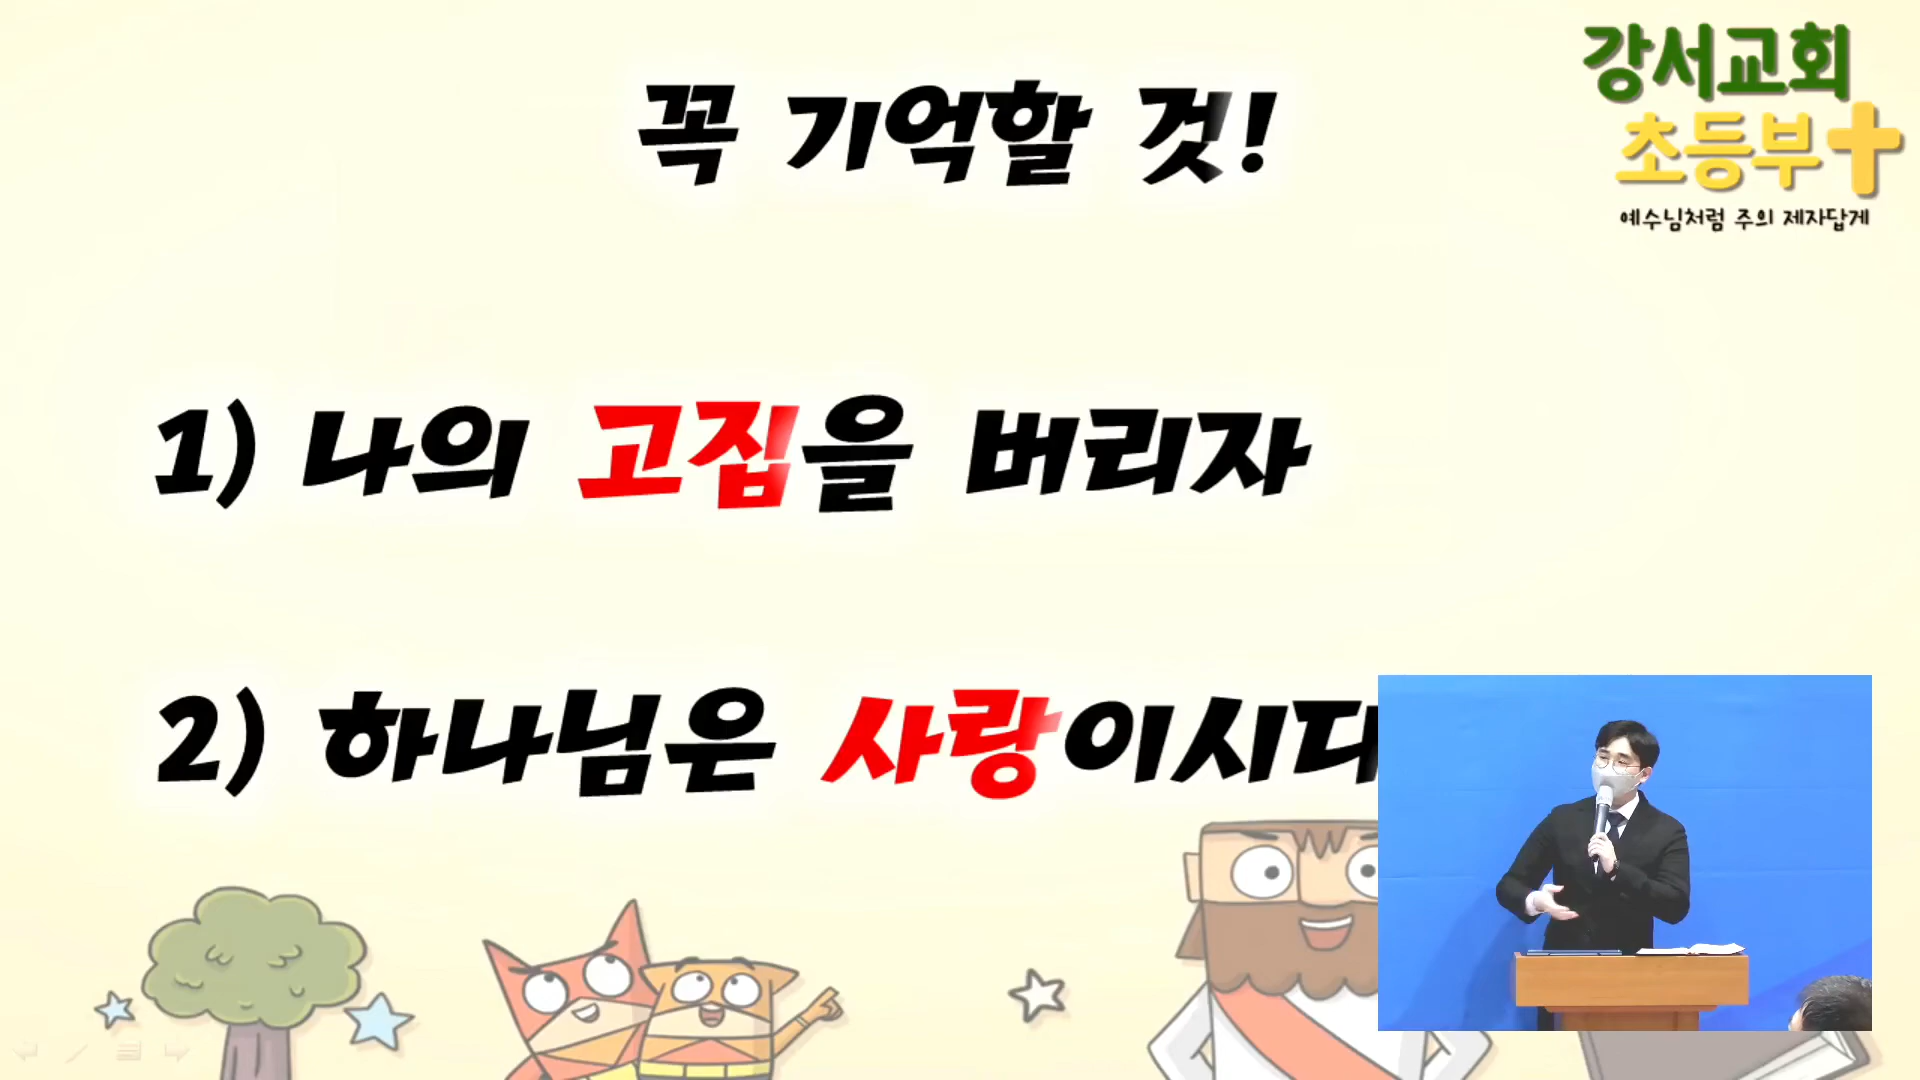 꼭 기억할 것!
강서교회
초등부
예수님처럼 주의 제자답게
1) 나의 고집을 버리자
2) 하나님은 사랑이시다